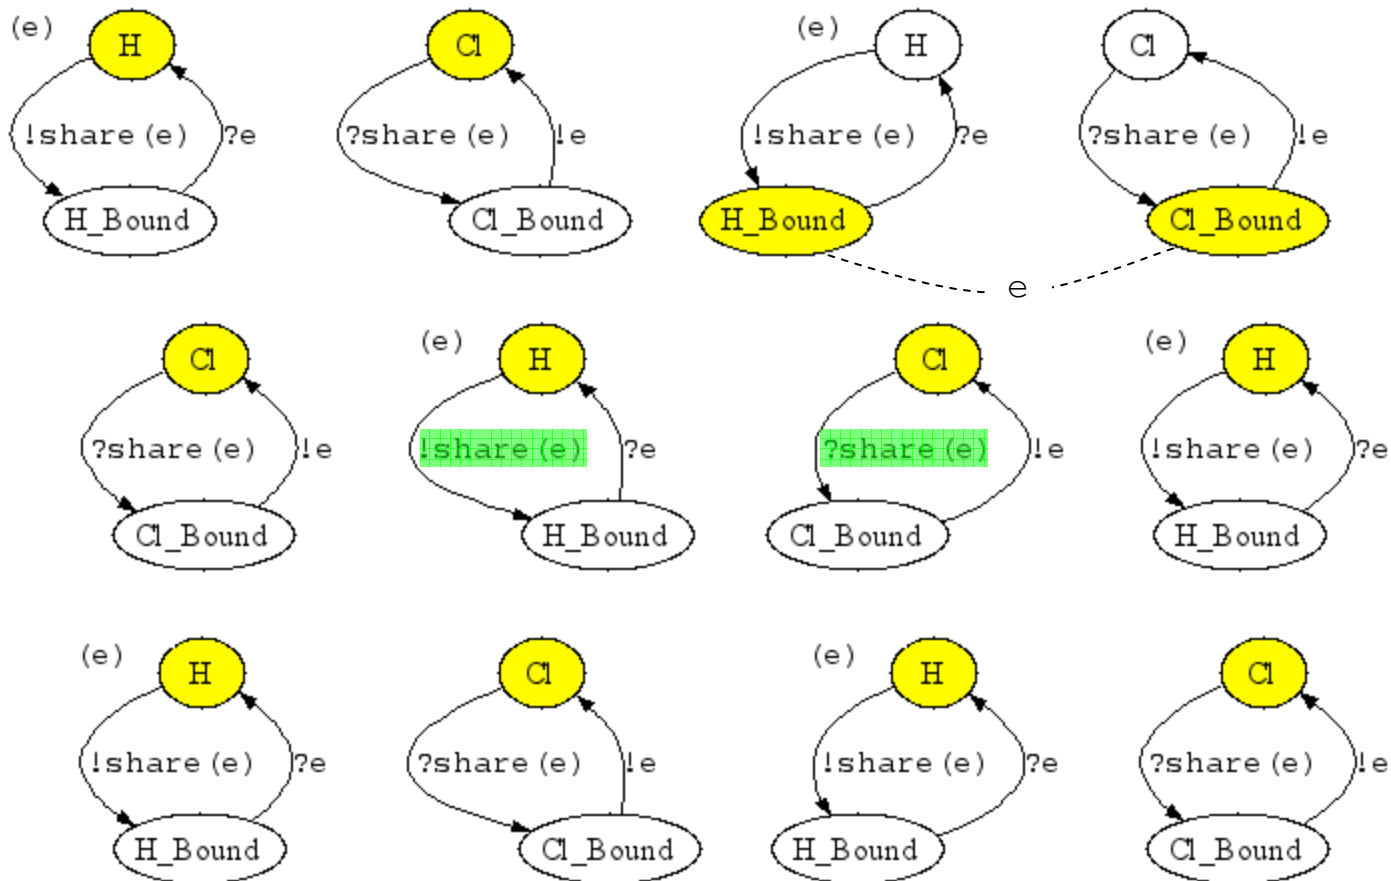 (e) H Cl (e) H Cl
!share(e) ?e ?share(e) !e !share(e) ?e ?share(e) !e
H_Bound Cl_Bound H_Bound Cl_Bound
e
Cl (e) H Cl (e) H
?share(e) !e !share(e) ?e ?share(e) !e !share(e) ?e
Cl_Bound H_Bound Cl_Bound H_Bound
(e) H Cl (e) H Cl
!share(e) ?e ?share(e) !e !share(e) ?e ?share(e) !e
H_Bound Cl_Bound H_Bound Cl_Bound